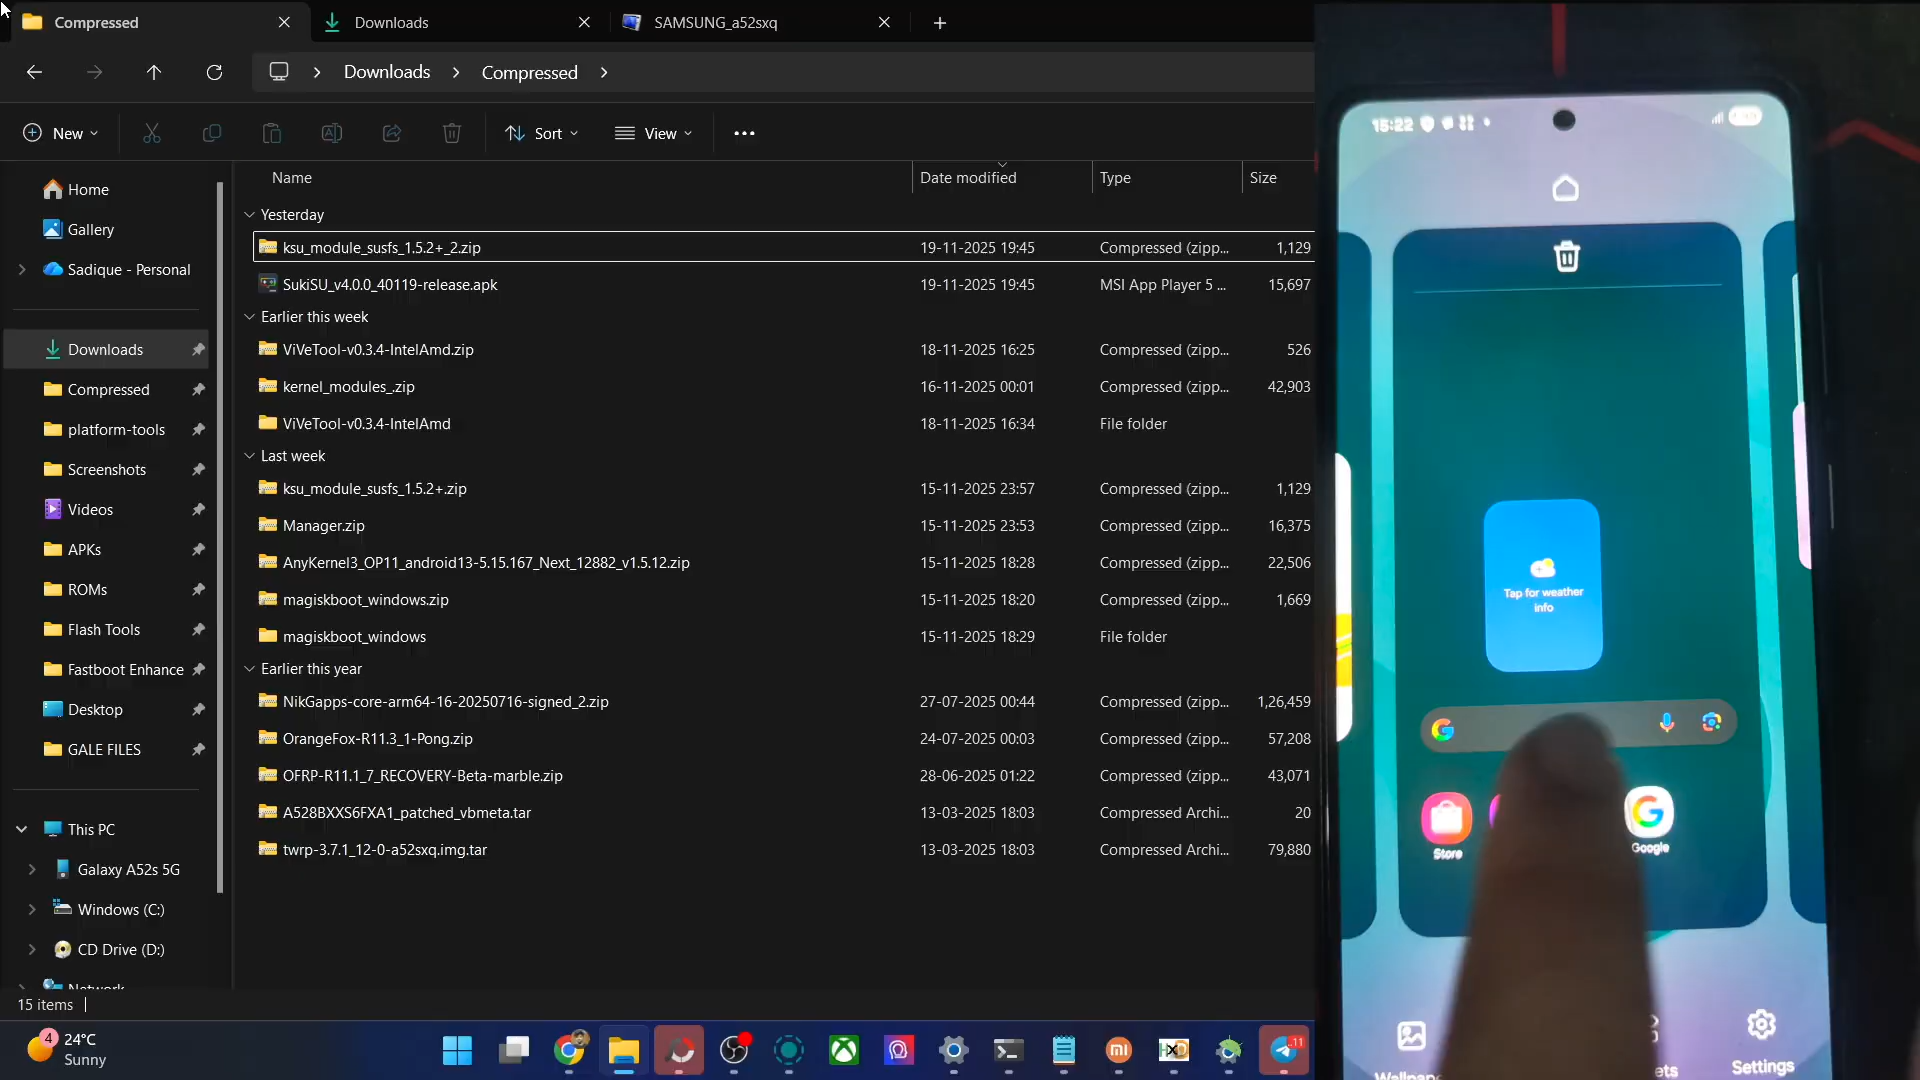 Compressed
Downloads
SAMSUNG_a52sxq
Downloads
Compressed
New
Sort
View
Name
Date modified
Type
Size
Home
Gallery
Sadique - Personal
Downloads
Compressed
platform-tools
Screenshots
Videos
APKs
ROMs
Flash Tools
Fastboot Enhance
Desktop
GALE FILES
This PC
Galaxy A52s 5G
Windows (C:)
CD Drive (D:)
Network
Yesterday
ksu_module_susfs_1.5.2+_2.zip 19-11-2025 19:45 Compressed (zipp... 1,129
SukiSU_v4.0.0_40119-release.apk 19-11-2025 19:45 MSI App Player 5 ... 15,697
Earlier this week
ViVeTool-v0.3.4-IntelAmd.zip 18-11-2025 16:25 Compressed (zipp... 526
kernel_modules_.zip 16-11-2025 00:01 Compressed (zipp... 42,903
ViVeTool-v0.3.4-IntelAmd 18-11-2025 16:34 File folder
Last week
ksu_module_susfs_1.5.2+.zip 15-11-2025 23:57 Compressed (zipp... 1,129
Manager.zip 15-11-2025 23:53 Compressed (zipp... 16,375
AnyKernel3_OP11_android13-5.15.167_Next_12882_v1.5.12.zip 15-11-2025 18:28 Compressed (zipp... 22,506
magiskboot_windows.zip 15-11-2025 18:20 Compressed (zipp... 1,669
magiskboot_windows 15-11-2025 18:29 File folder
Earlier this year
NikGapps-core-arm64-16-20250716-signed_2.zip 27-07-2025 00:44 Compressed (zipp... 1,26,459
OrangeFox-R11.3_1-Pong.zip 24-07-2025 00:03 Compressed (zipp... 57,208
OFRP-R11.1_7_RECOVERY-Beta-marble.zip 28-06-2025 01:22 Compressed (zipp... 43,071
A528BXXS6FXA1_patched_vbmeta.tar 13-03-2025 18:03 Compressed Archi... 20
twrp-3.7.1_12-0-a52sxq.img.tar 13-03-2025 18:03 Compressed Archi... 79,880
15 items
4
24°C
Sunny
11
15:22
Tap for weather
info
Store
Google
Settings